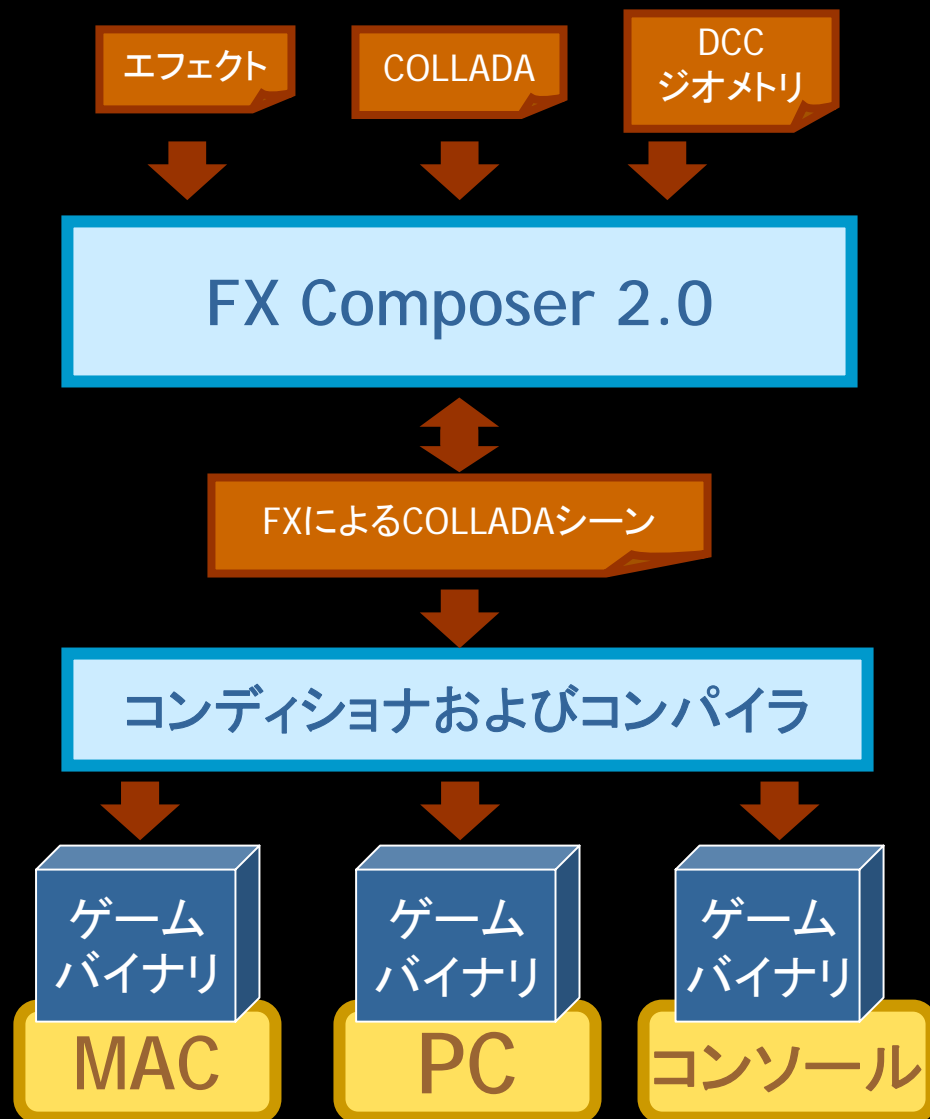 エフェクト
COLLADA
DCC
ジオメトリ
FX Composer 2.0
FXによるCOLLADAシーン
コンディショナおよびコンパイラ
ゲーム
バイナリ
ゲーム
バイナリ
ゲーム
バイナリ
MAC
PC
コンソール